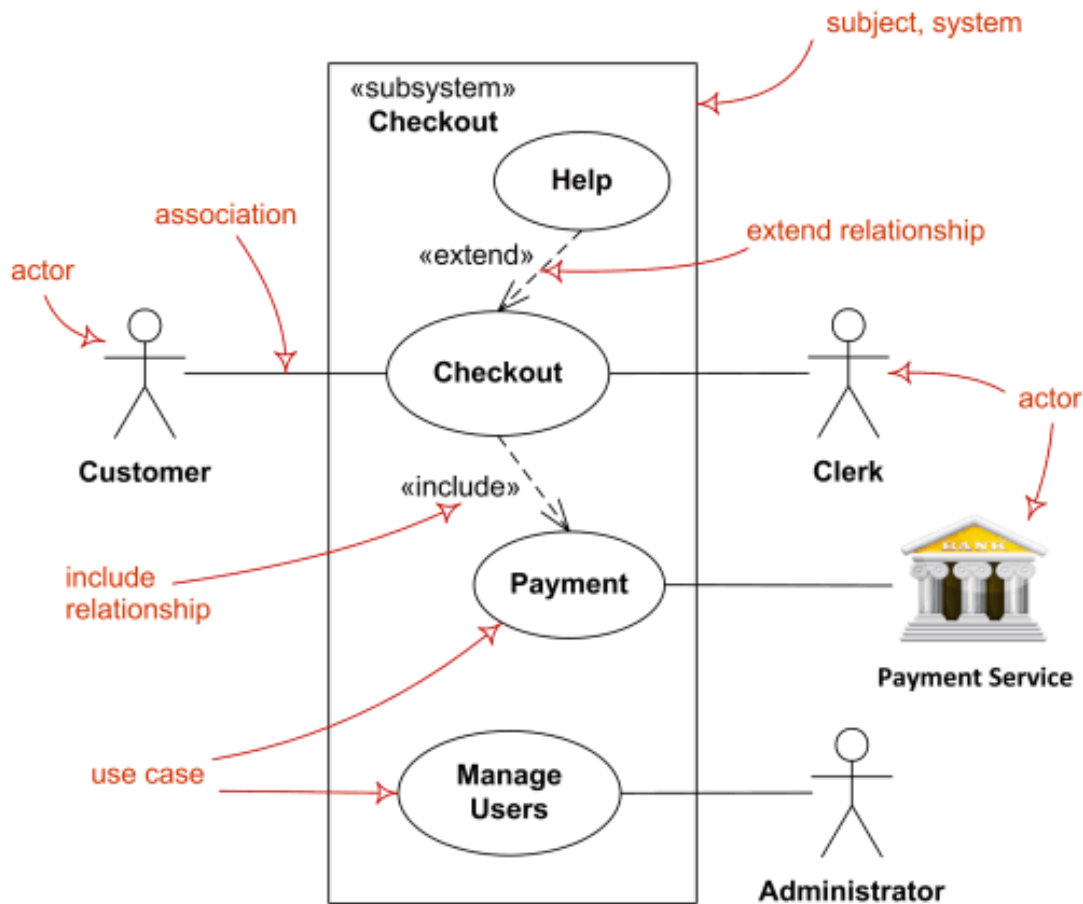 subject, system
«subsystem»
Checkout
Help
association
«extend»
extend relationship
actor
Checkout
actor
Customer
Clerk
«include»
BANK
include
relationship
Payment
Payment Service
use case
Manage
Users
Administrator